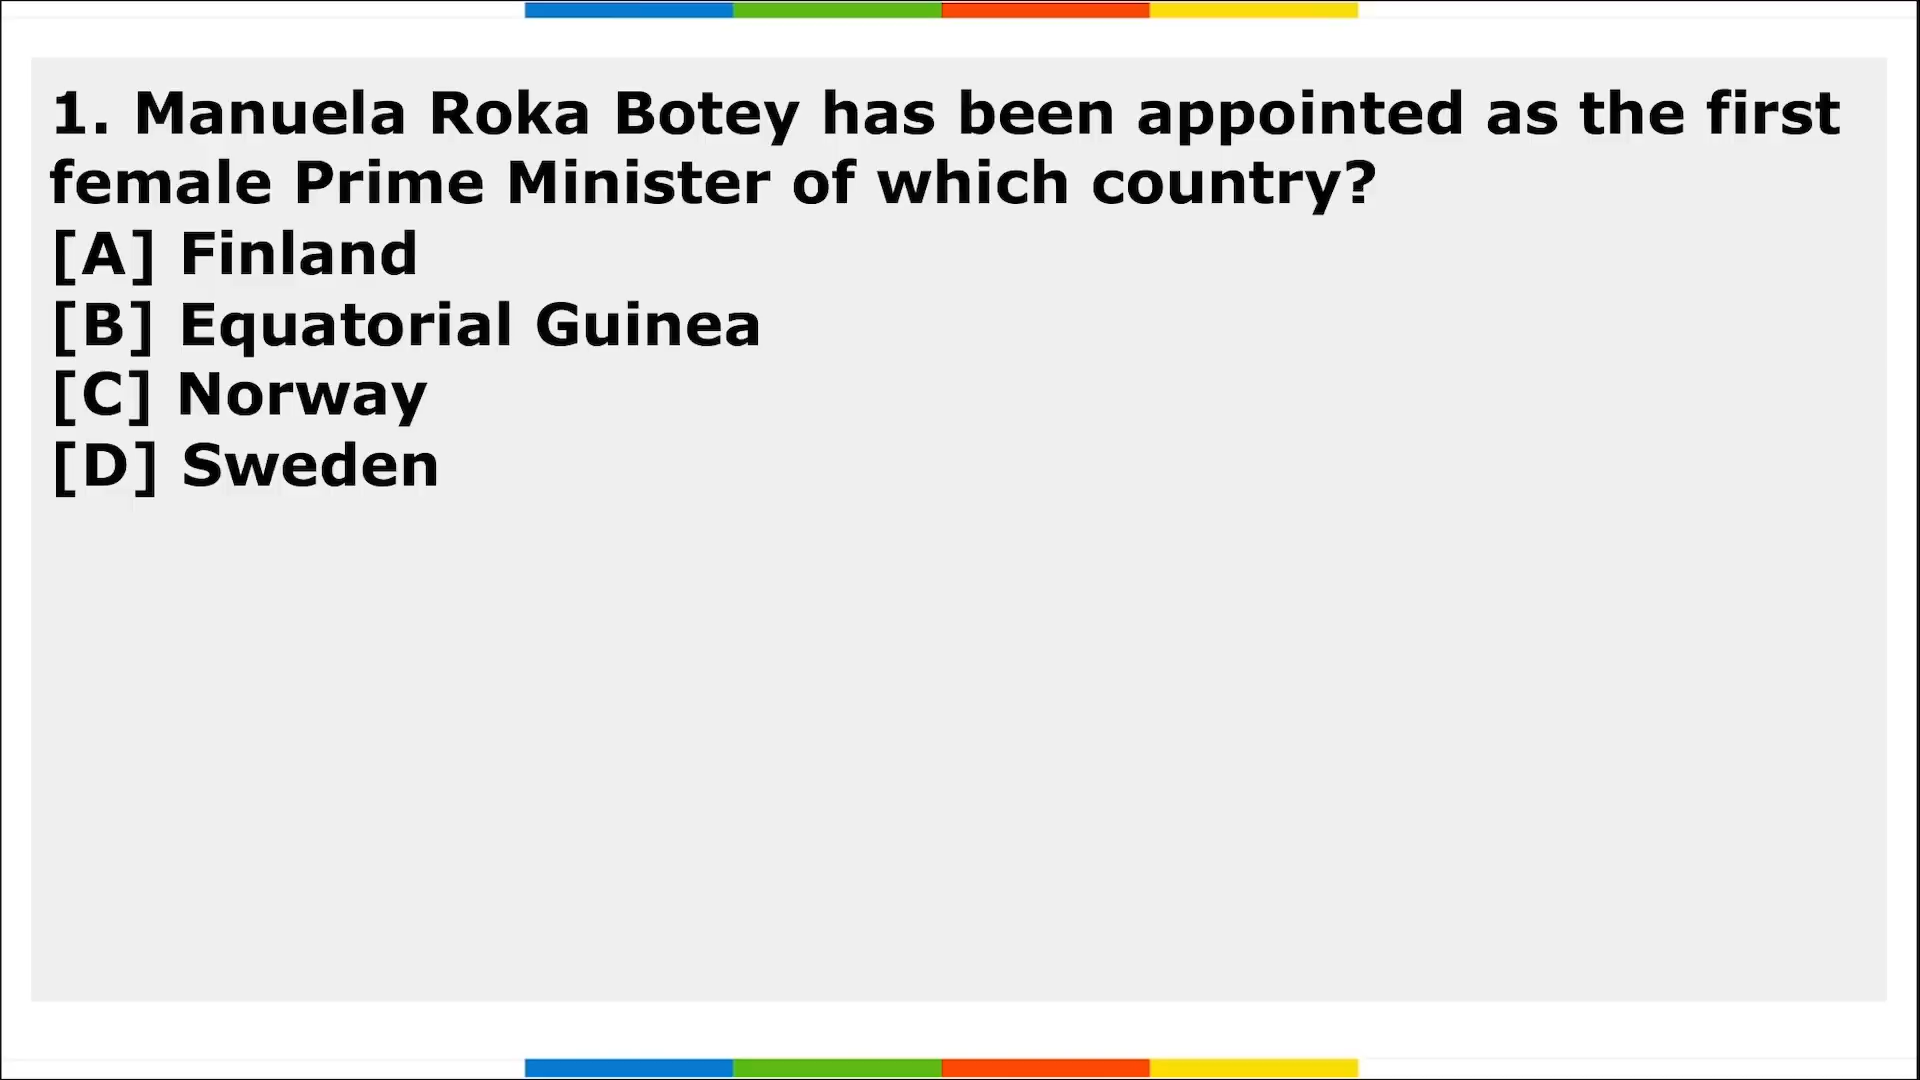 1. Manuela Roka Botey has been appointed as the first
female Prime Minister of which country?
[A] Finland
[B] Equatorial Guinea
[C] Norway
[D] Sweden